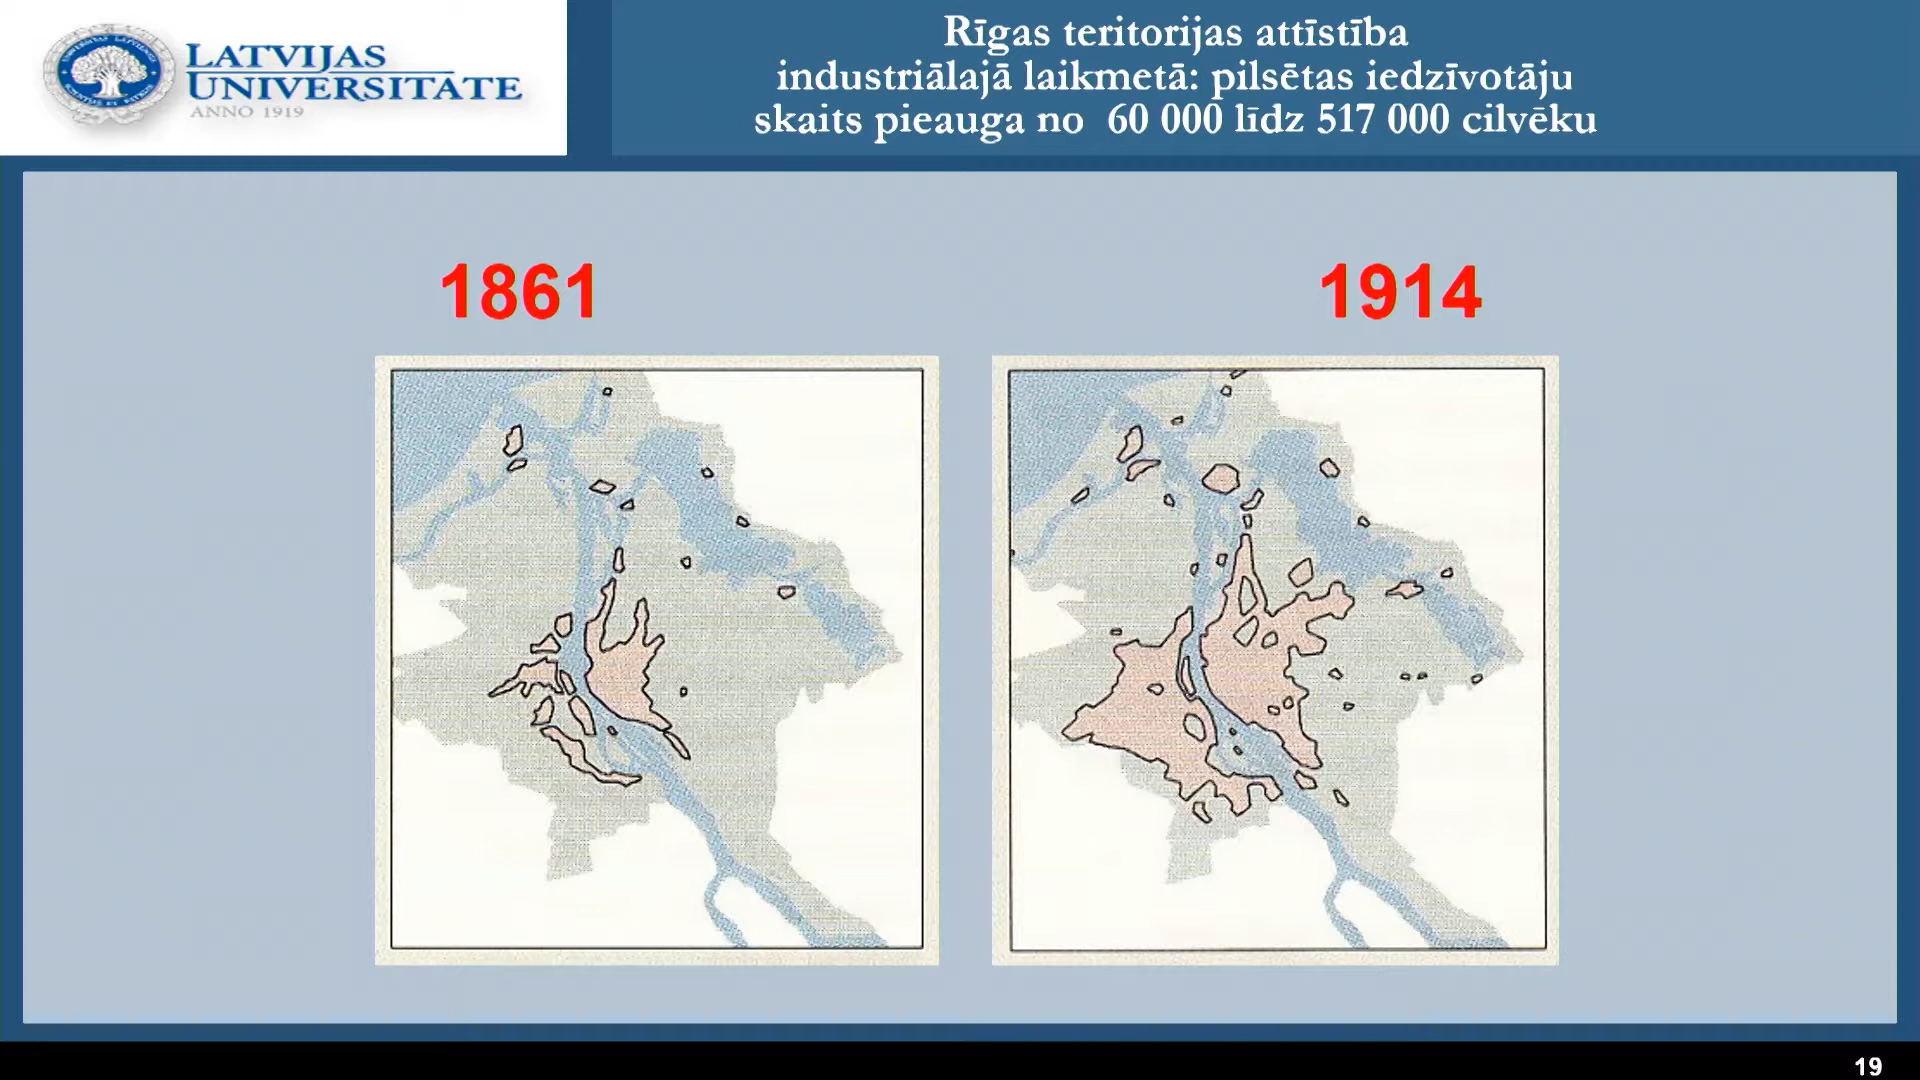 LATVIJAS
UNIVERSITĀTE
ANNO 1919
Rīgas teritorijas attīstība
industriālajā laikmetā: pilsētas iedzīvotāju
skaits pieauga no 60 000 līdz 517 000 cilvēku
1861
1914
19